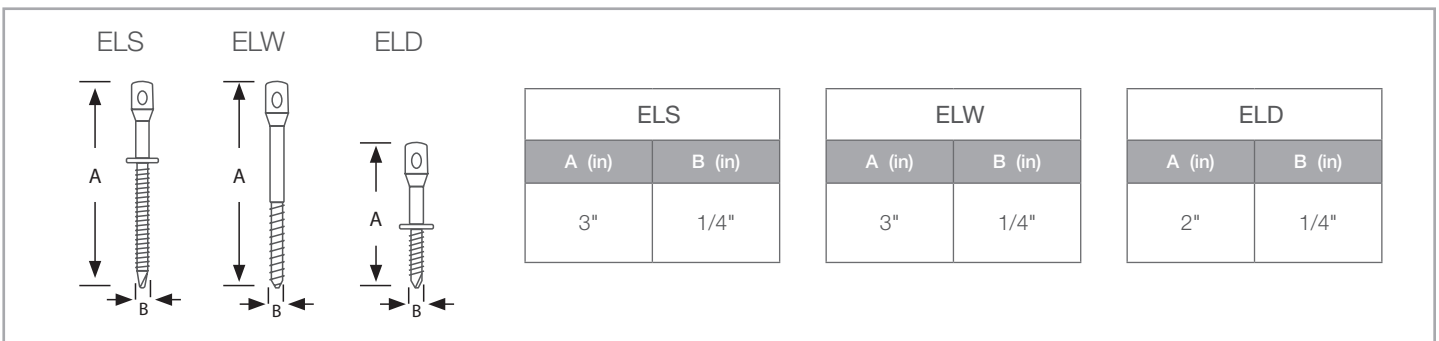 ELS ELW ELD
A A A
B B B
ELS ELW ELD
A (in) B (in) A (in) B (in) A (in) B (in)
3" 1/4" 3" 1/4" 2" 1/4"